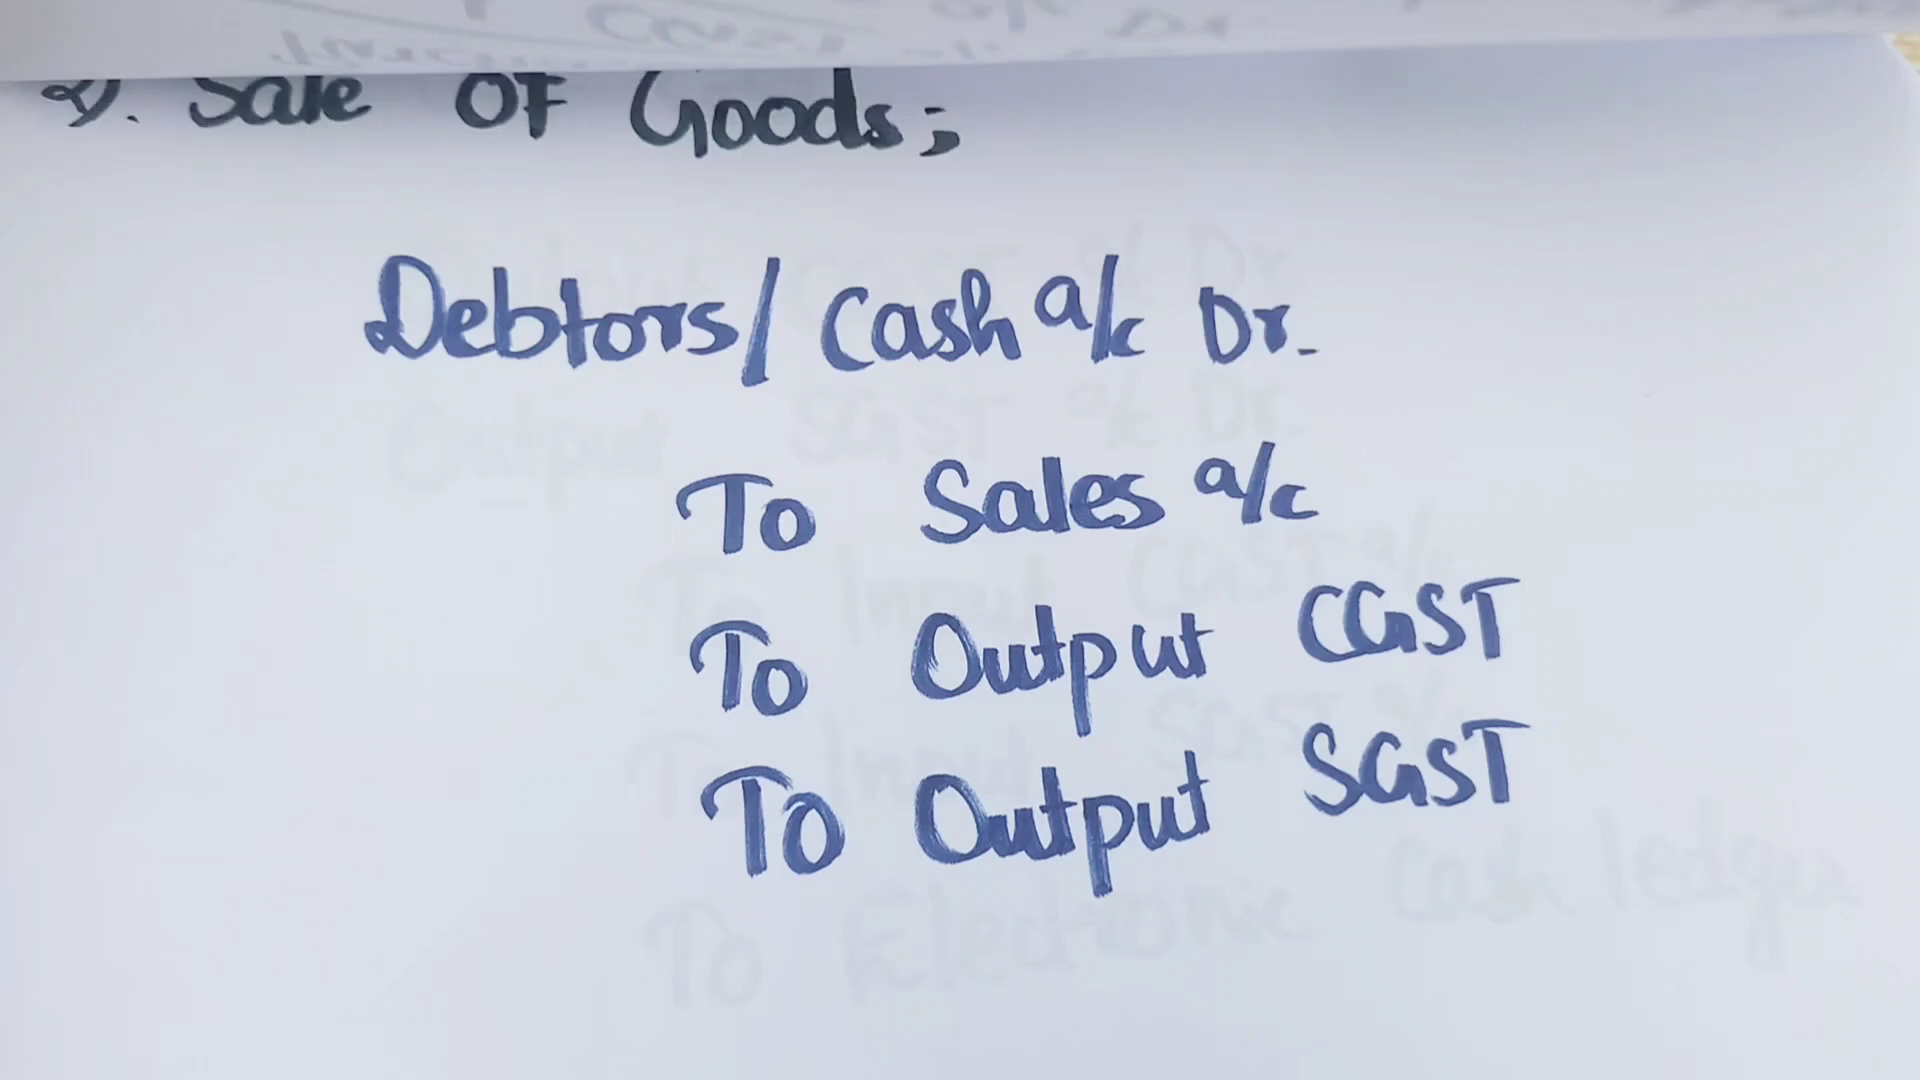 2). Sale OF Goods;
Debtors/ Cash a/c Dr.
To Sales a/c
To Output CGST
To Output SGST